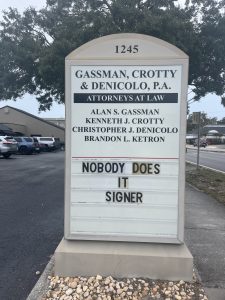 1245
GASSMAN, CROTTY
& DENICOLO, P.A.
ATTORNEYS AT LAW
ALAN S. GASSMAN
KENNETH J. CROTTY
CHRISTOPHER J. DENICOLO
BRANDON L. KETRON
NOBODY DOES
IT
SIGNER